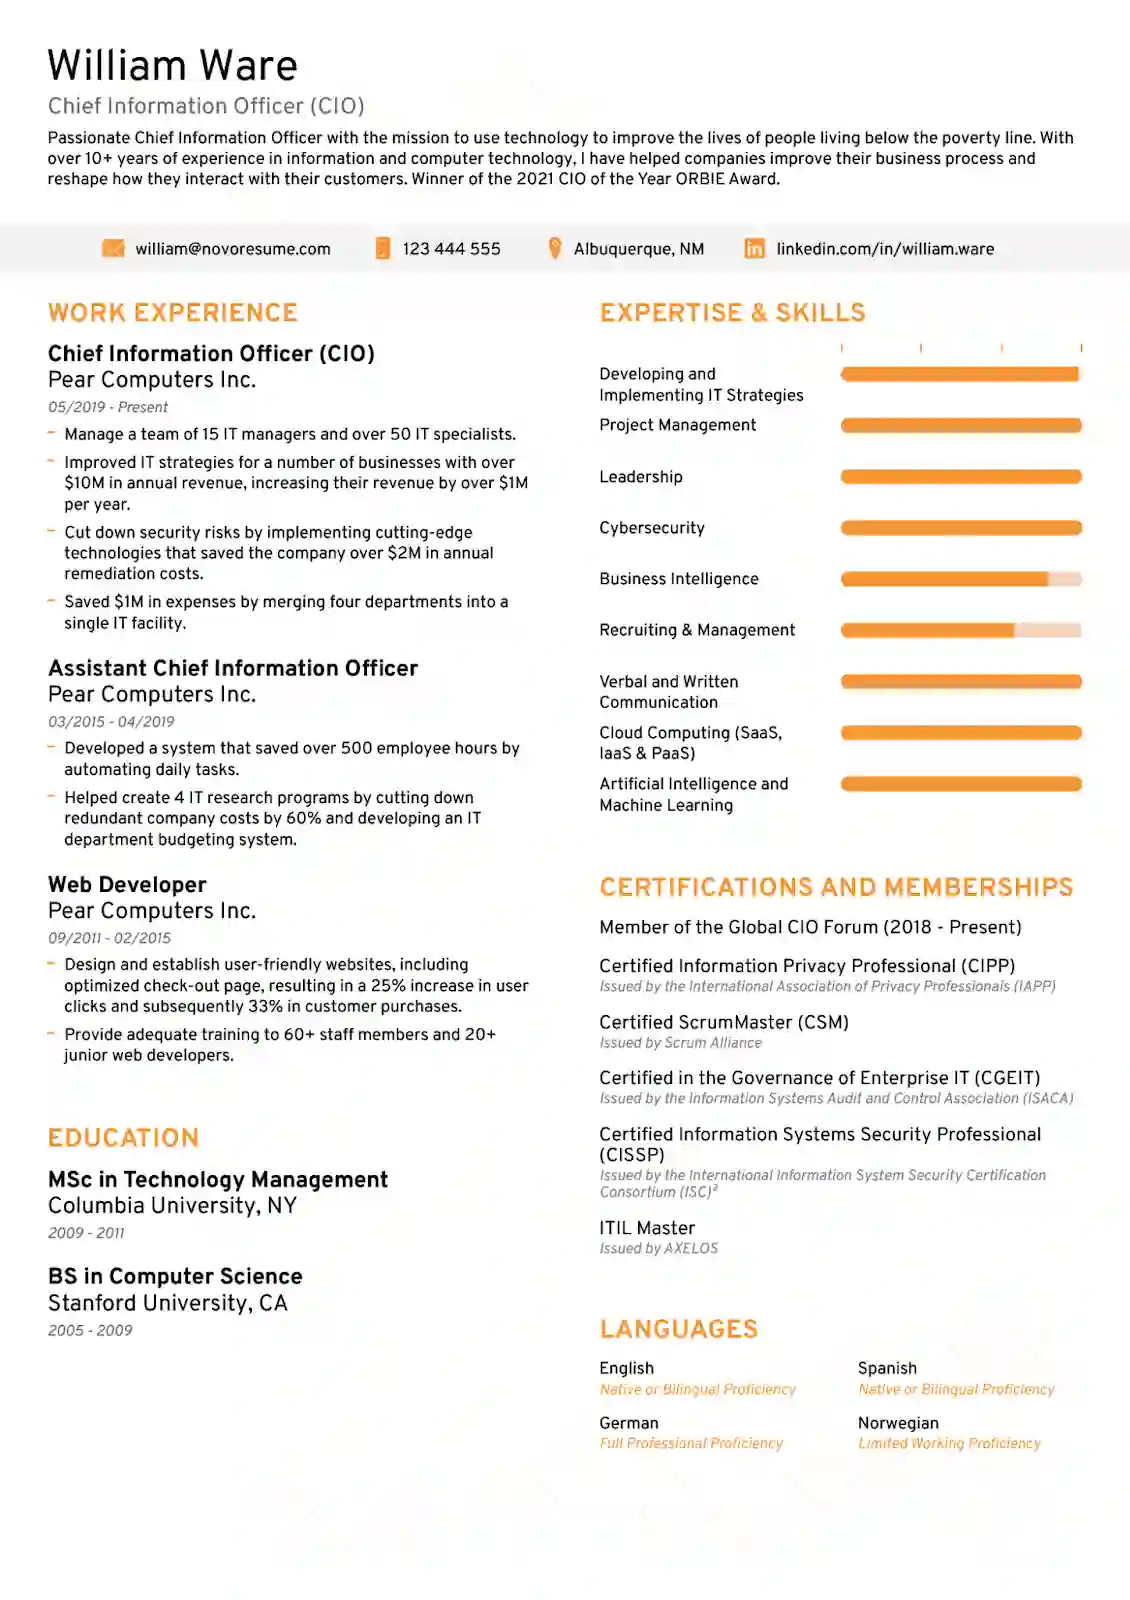 William Ware
Chief Information Officer (CIO)
Passionate Chief Information Officer with the mission to use technology to improve the lives of people living below the poverty line. With
over 10+ years of experience in information and computer technology, I have helped companies improve their business process and
reshape how they interact with their customers. Winner of the 2021 CIO of the Year ORBIE Award.
william@novoresume.com
123 444 555
Albuquerque, NM
linkedin.com/in/william.ware
WORK EXPERIENCE
Chief Information Officer (CIO)
Pear Computers Inc.
05/2019 - Present
– Manage a team of 15 IT managers and over 50 IT specialists.
– Improved IT strategies for a number of businesses with over
$10M in annual revenue, increasing their revenue by over $1M
per year.
– Cut down security risks by implementing cutting-edge
technologies that saved the company over $2M in annual
remediation costs.
– Saved $1M in expenses by merging four departments into a
single IT facility.
Assistant Chief Information Officer
Pear Computers Inc.
03/2015 - 04/2019
– Developed a system that saved over 500 employee hours by
automating daily tasks.
– Helped create 4 IT research programs by cutting down
redundant company costs by 60% and developing an IT
department budgeting system.
Web Developer
Pear Computers Inc.
09/2011 - 02/2015
– Design and establish user-friendly websites, including
optimized check-out page, resulting in a 25% increase in user
clicks and subsequently 33% in customer purchases.
– Provide adequate training to 60+ staff members and 20+
junior web developers.
EDUCATION
MSc in Technology Management
Columbia University, NY
2009 - 2011
BS in Computer Science
Stanford University, CA
2005 - 2009
EXPERTISE & SKILLS
Developing and
Implementing IT Strategies
Project Management
Leadership
Cybersecurity
Business Intelligence
Recruiting & Management
Verbal and Written
Communication
Cloud Computing (SaaS,
IaaS & PaaS)
Artificial Intelligence and
Machine Learning
CERTIFICATIONS AND MEMBERSHIPS
Member of the Global CIO Forum (2018 - Present)
Certified Information Privacy Professional (CIPP)
Issued by the International Association of Privacy Professionals (IAPP)
Certified ScrumMaster (CSM)
Issued by Scrum Alliance
Certified in the Governance of Enterprise IT (CGEIT)
Issued by the Information Systems Audit and Control Association (ISACA)
Certified Information Systems Security Professional
(CISSP)
Issued by the International Information System Security Certification
Consortium (ISC)²
ITIL Master
Issued by AXELOS
LANGUAGES
English
Native or Bilingual Proficiency
Spanish
Native or Bilingual Proficiency
German
Full Professional Proficiency
Norwegian
Limited Working Proficiency